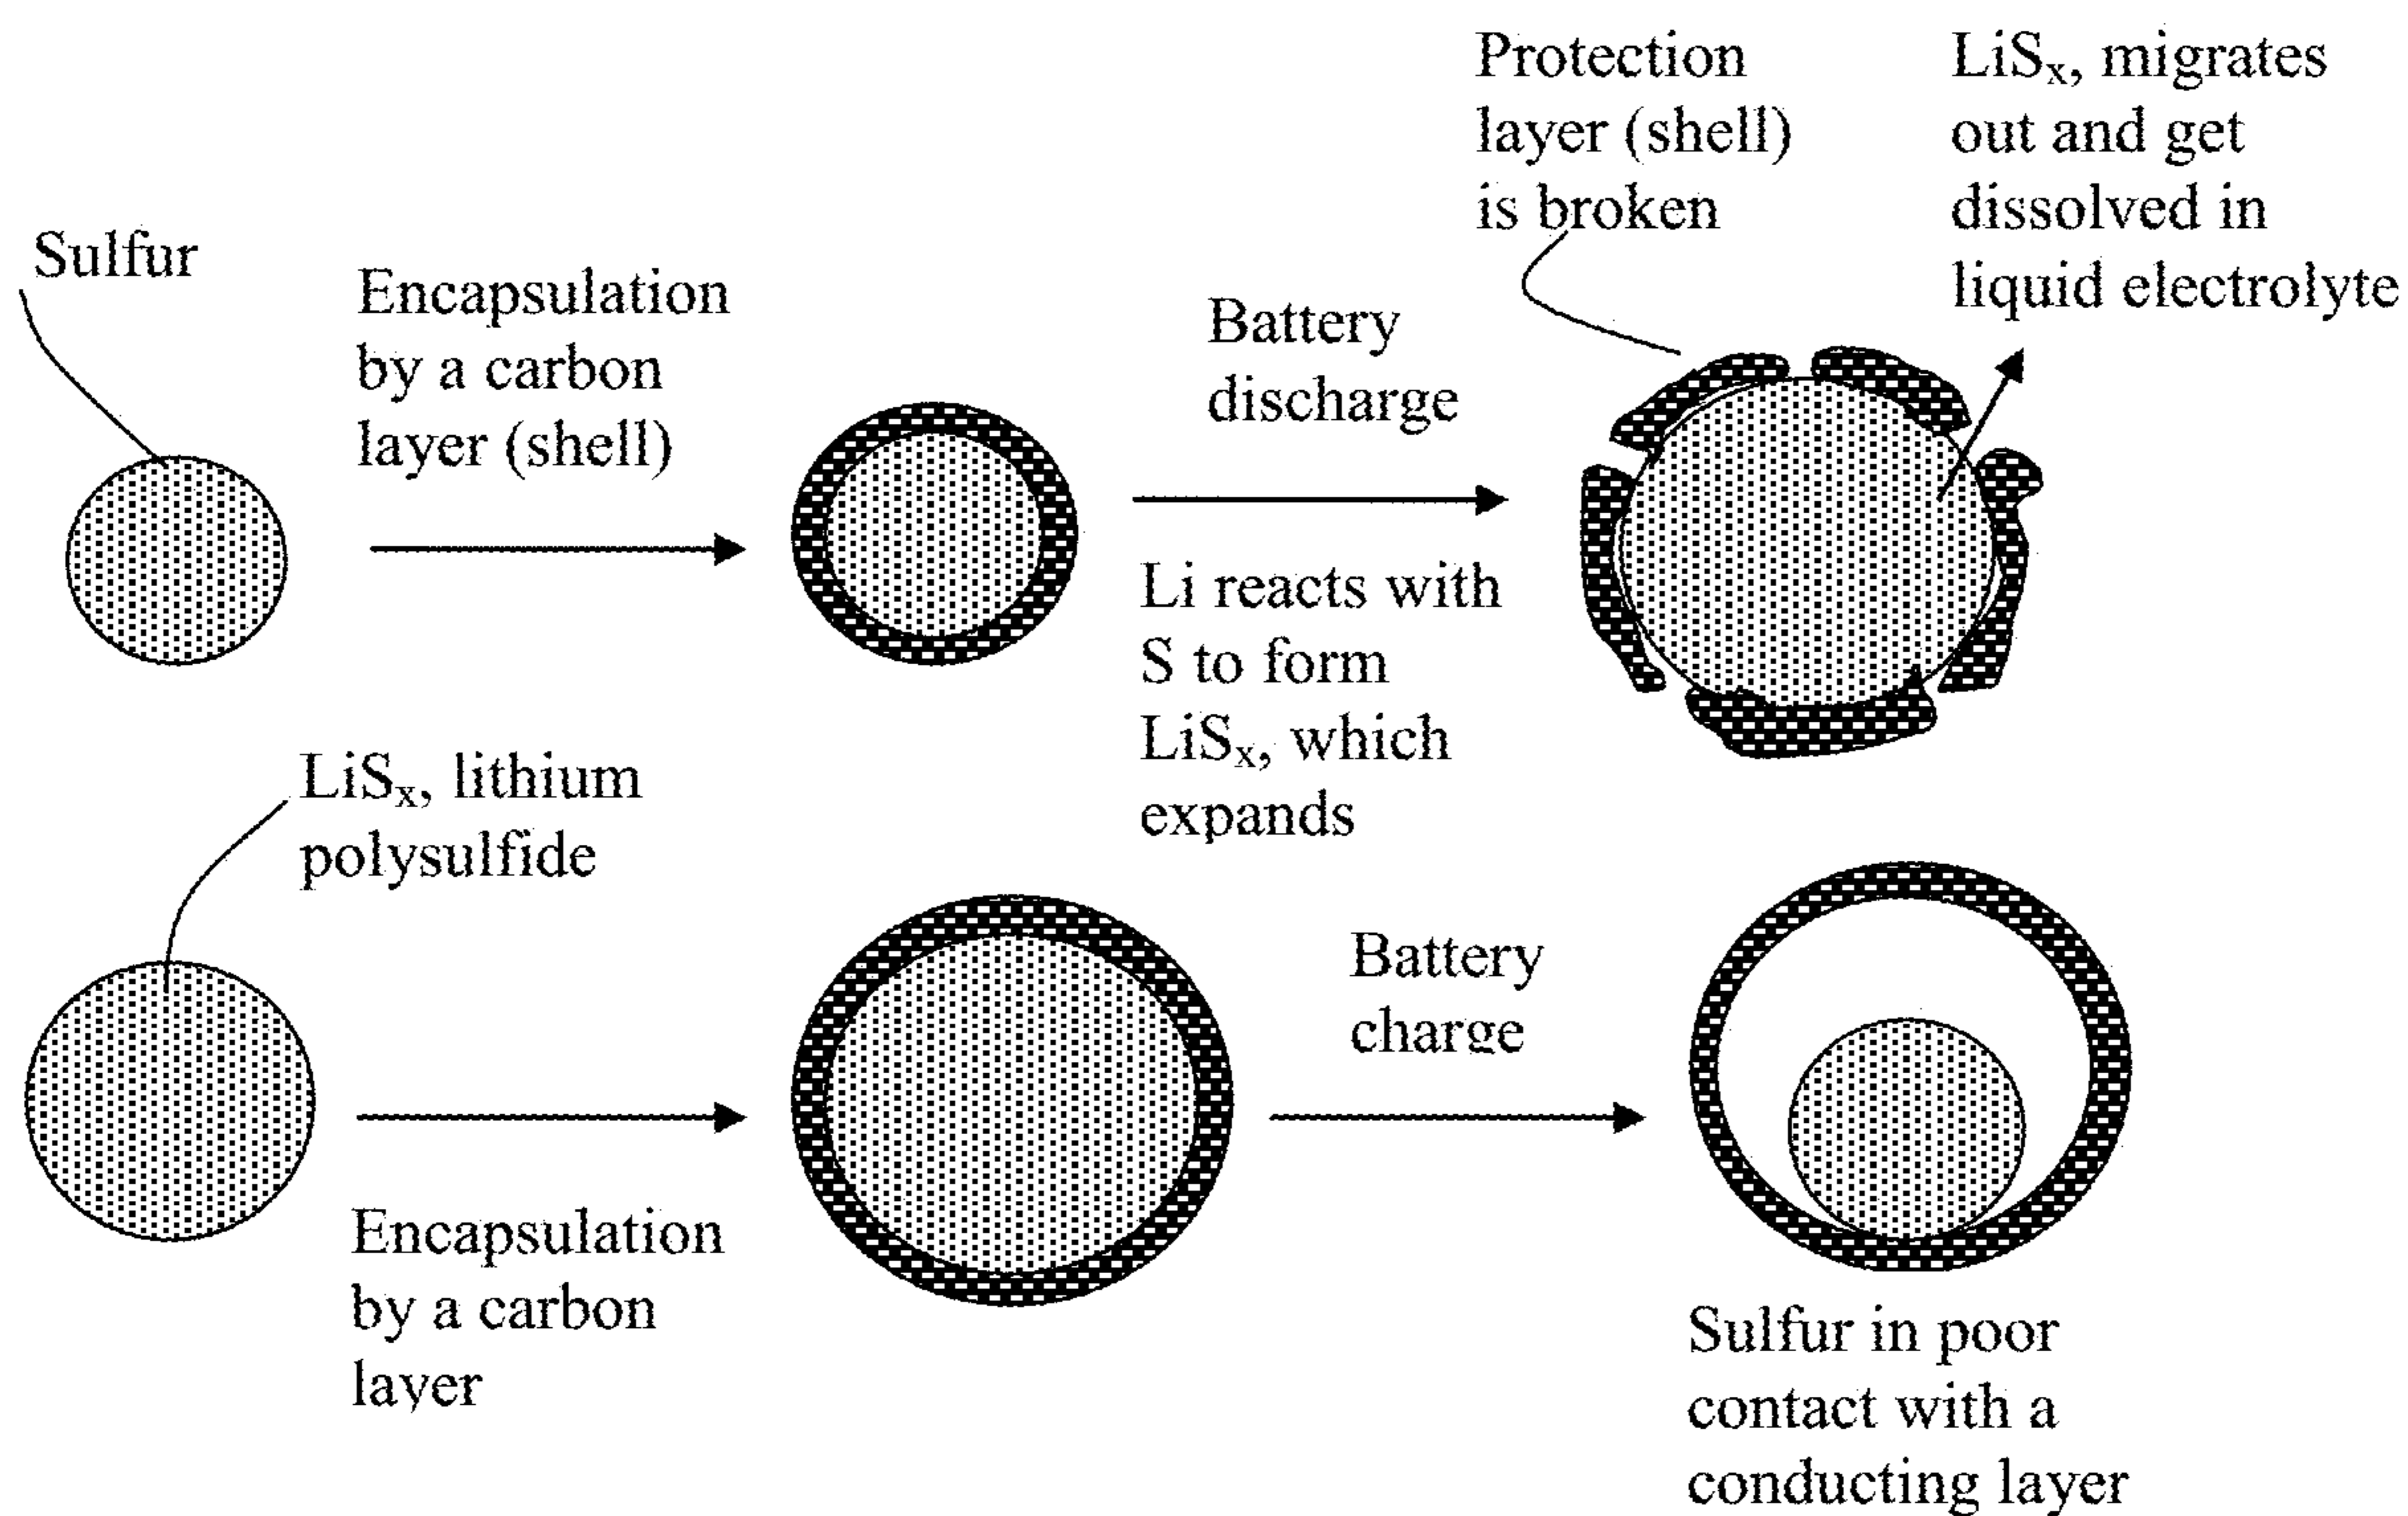 Sulfur
Encapsulation
by a carbon
layer (shell)
Battery
discharge
Li reacts with
S to form
LiSₓ, which
expands
Protection
layer (shell)
is broken
LiSₓ, migrates
out and get
dissolved in
liquid electrolyte
LiSₓ, lithium
polysulfide
Encapsulation
by a carbon
layer
Battery
charge
Sulfur in poor
contact with a
conducting layer